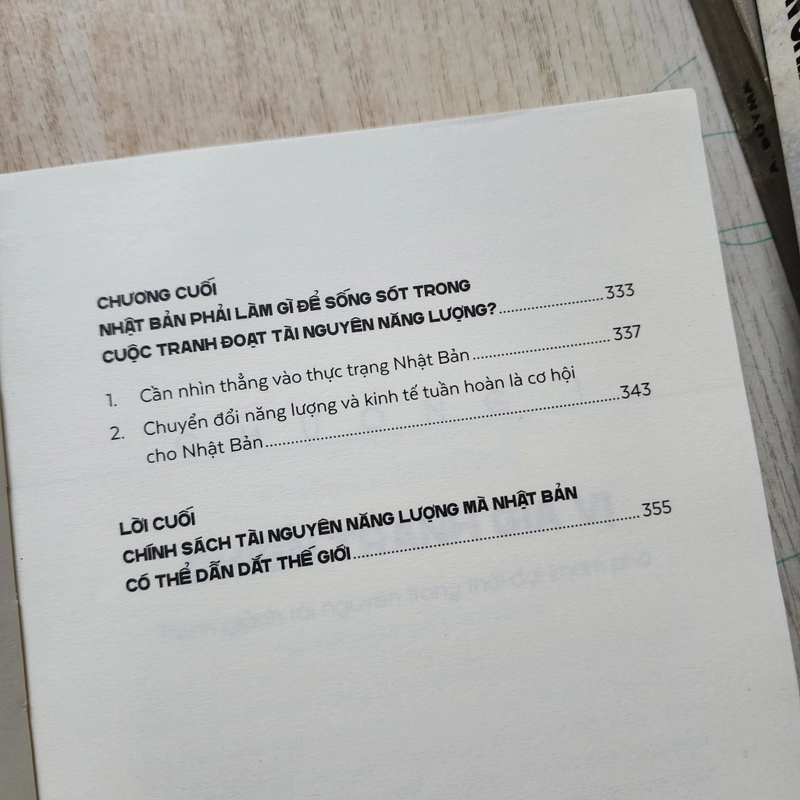 CHƯƠNG CUỐI
NHẬT BẢN PHẢI LÀM GÌ ĐỂ SỐNG SÓT TRONG
CUỘC TRANH ĐOẠT TÀI NGUYÊN NĂNG LƯỢNG?..........................333
1. Cần nhìn thẳng vào thực trạng Nhật Bản..........................337
2. Chuyển đổi năng lượng và kinh tế tuần hoàn là cơ hội
cho Nhật Bản..........................343
LỜI CUỐI
CHÍNH SÁCH TÀI NGUYÊN NĂNG LƯỢNG MÀ NHẬT BẢN
CÓ THỂ DẪN DẮT THẾ GIỚI..........................355